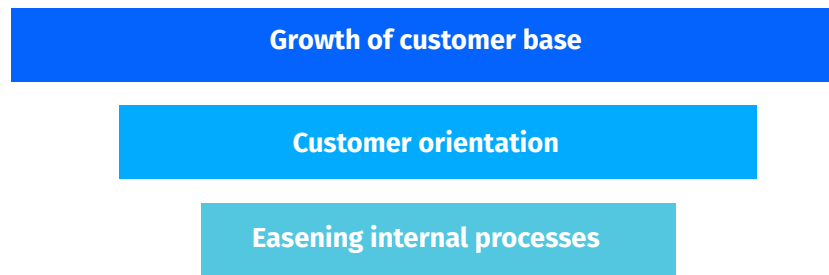 Growth of customer base
Customer orientation
Easening internal processes